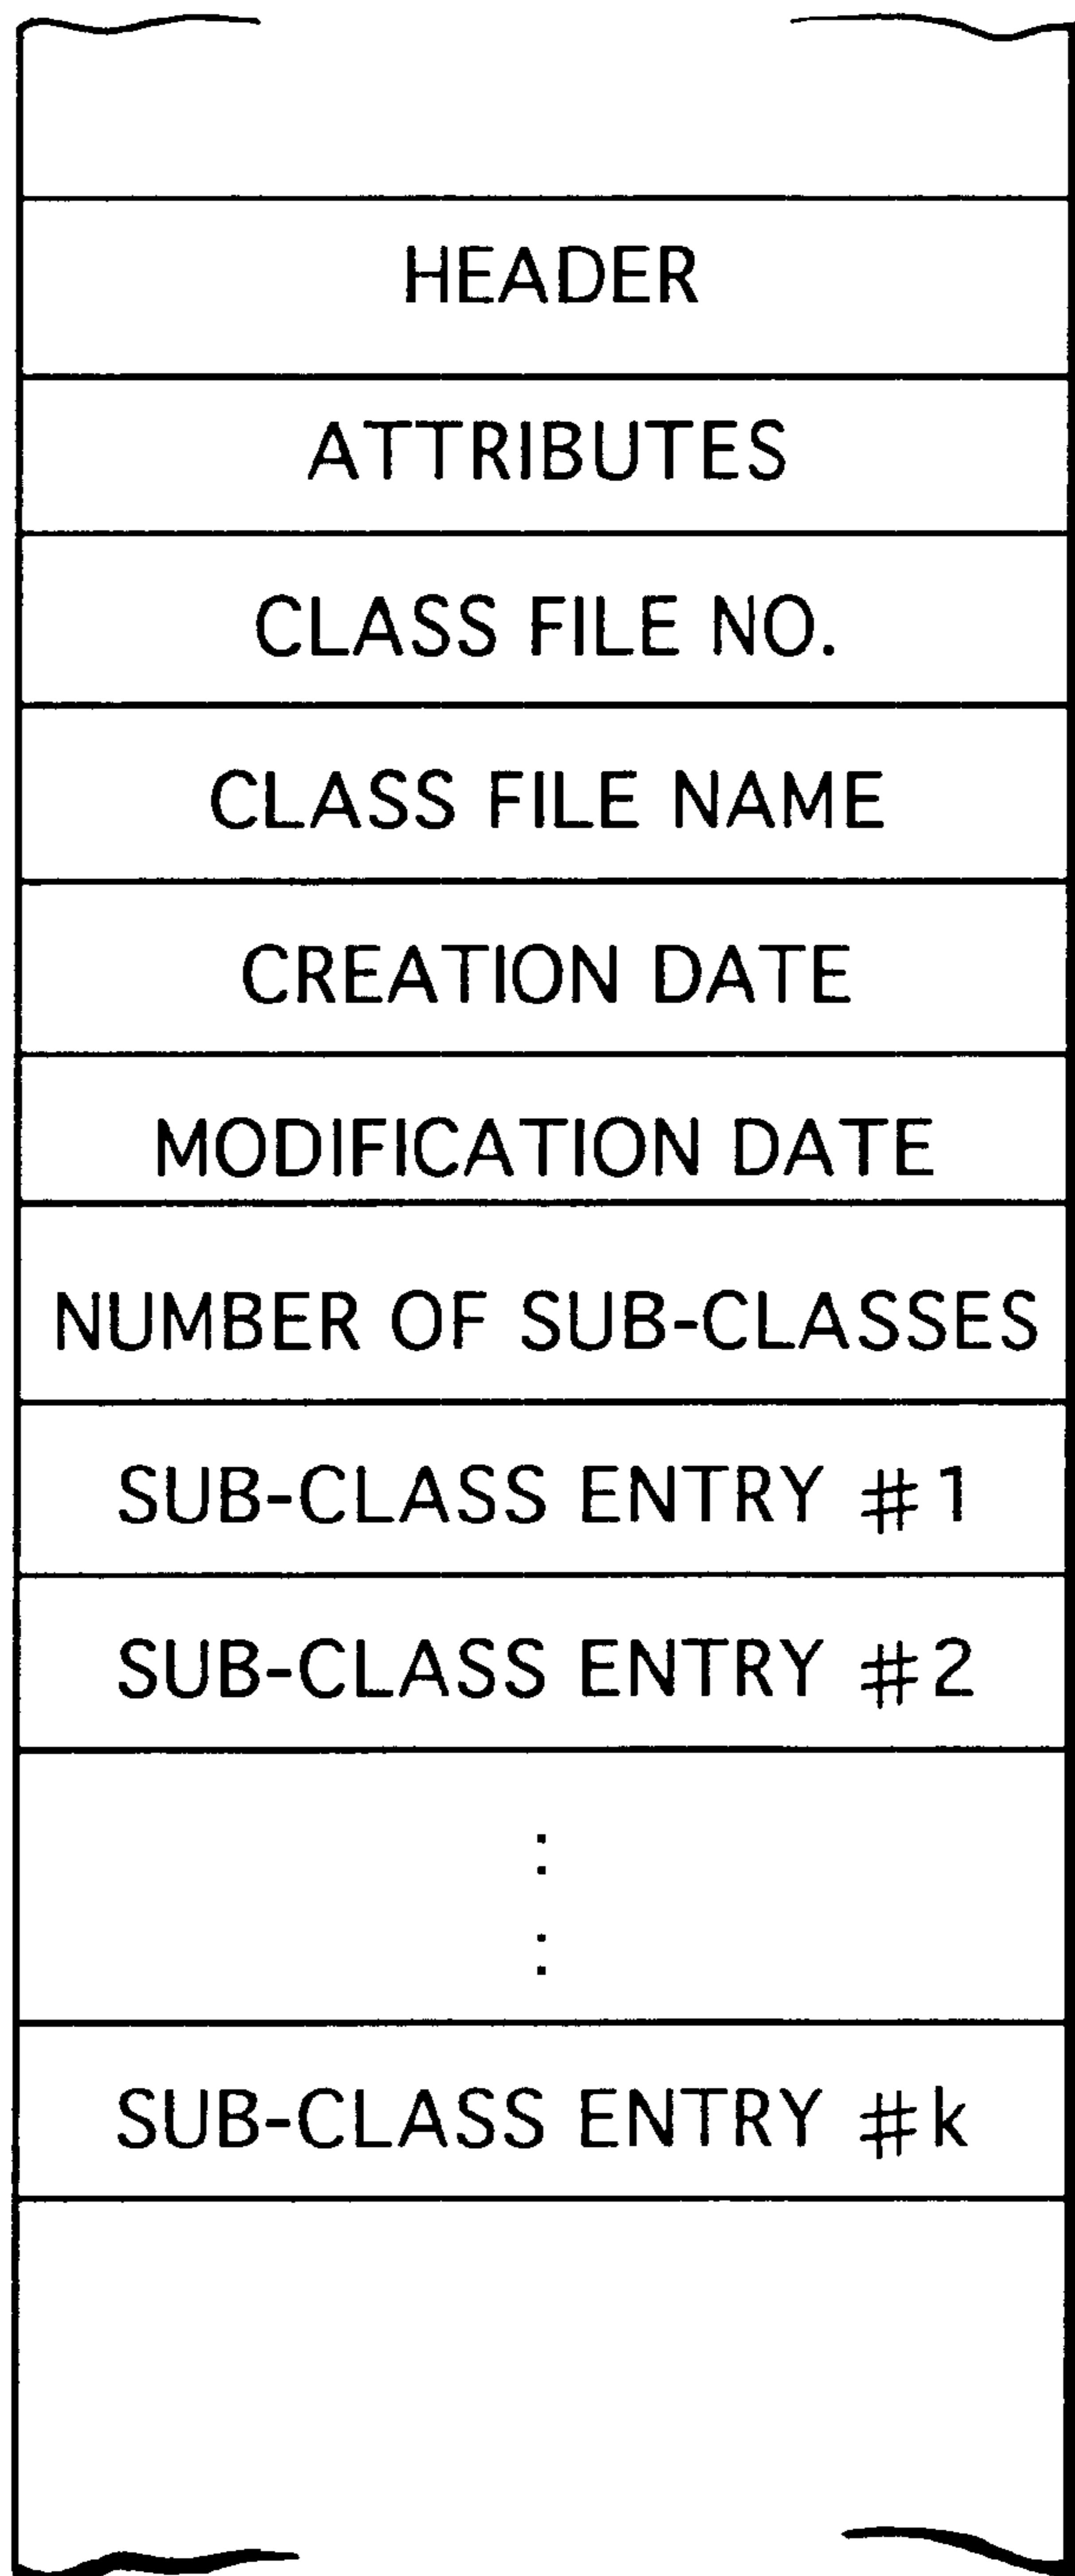 HEADER
ATTRIBUTES
CLASS FILE NO.
CLASS FILE NAME
CREATION DATE
MODIFICATION DATE
NUMBER OF SUB-CLASSES
SUB-CLASS ENTRY #1
SUB-CLASS ENTRY #2
:
:
SUB-CLASS ENTRY #k